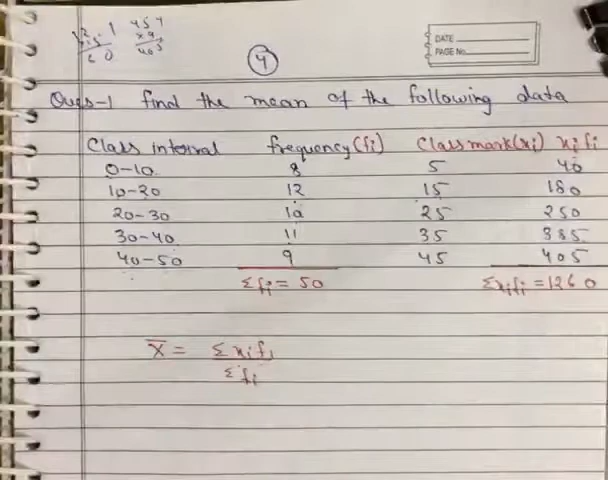 DATE
PAGE No.
4
Ques-1 find the mean of the following data
Class interval frequency(fi) Class mark(xi) xifi
0-10 8 5 40
10-20 12 15 180
20-30 10 25 250
30-40 11 35 385
40-50 9 45 405
Σfi = 50 Σxifi = 1260
X̅ = Σxifi
Σfi